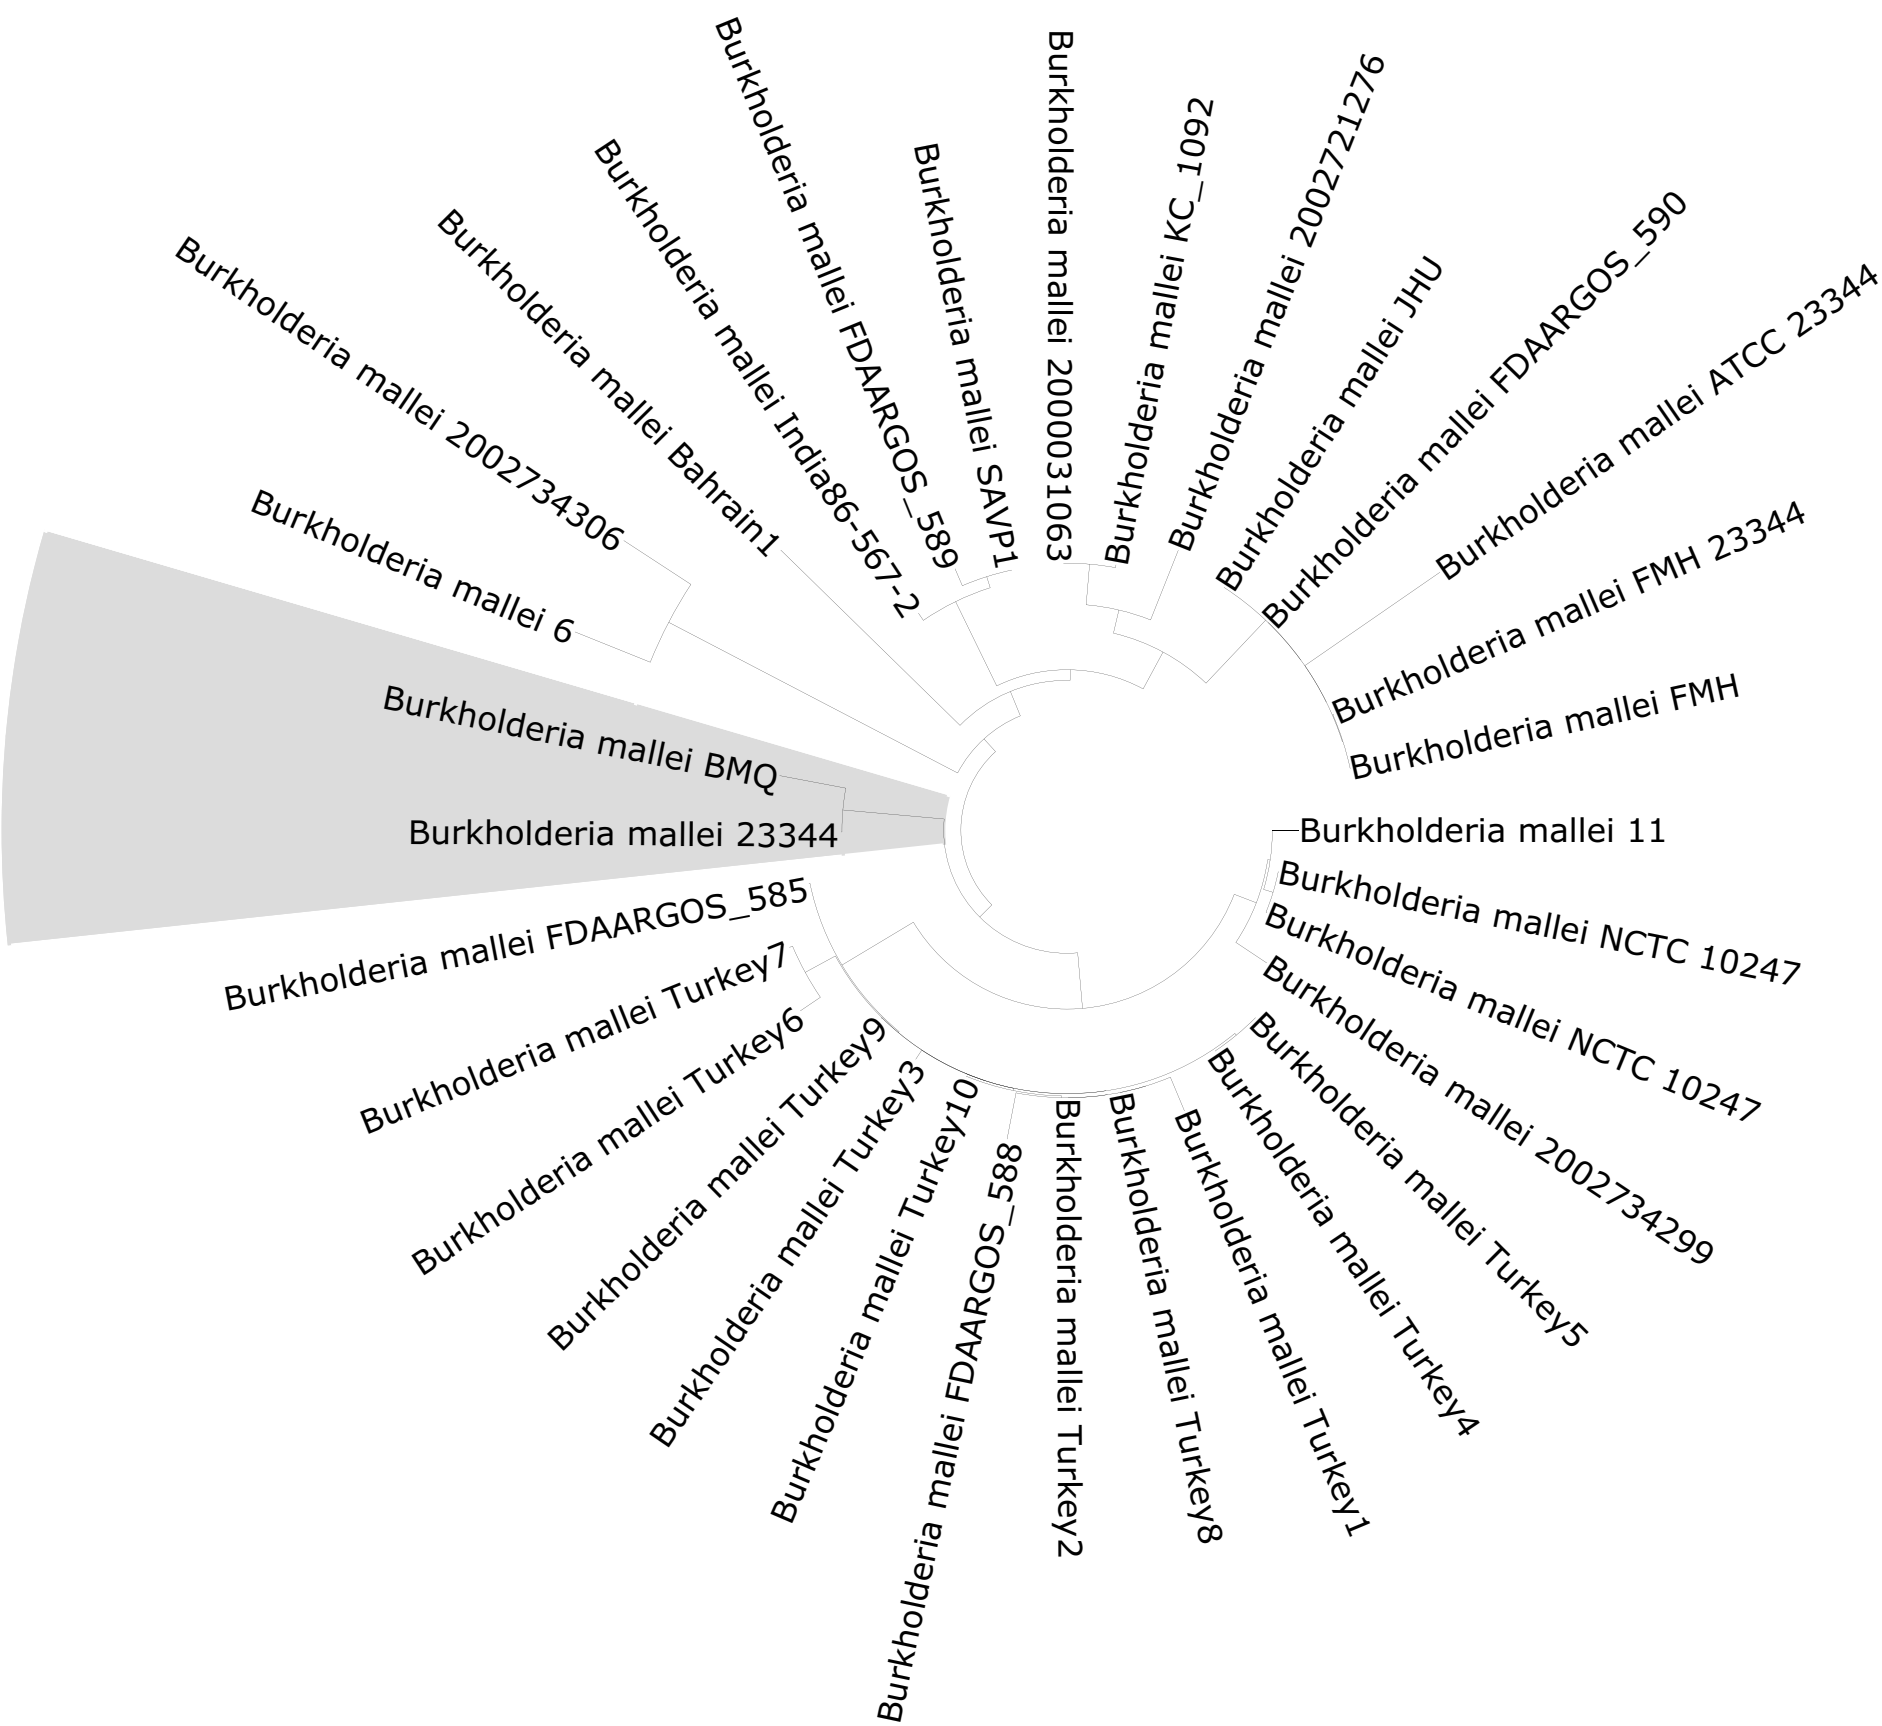 Burkholderia mallei 2000031063
Burkholderia mallei KC_1092
Burkholderia mallei 2002721276
Burkholderia mallei JHU
Burkholderia mallei FDAARGOS_590
Burkholderia mallei ATCC 23344
Burkholderia mallei FMH 23344
Burkholderia mallei FMH
Burkholderia mallei 11
Burkholderia mallei NCTC 10247
Burkholderia mallei NCTC 10247
Burkholderia mallei 2002734299
Burkholderia mallei Turkey5
Burkholderia mallei Turkey4
Burkholderia mallei Turkey1
Burkholderia mallei Turkey8
Burkholderia mallei Turkey2
Burkholderia mallei FDAARGOS_588
Burkholderia mallei Turkey10
Burkholderia mallei Turkey3
Burkholderia mallei Turkey9
Burkholderia mallei Turkey6
Burkholderia mallei Turkey7
Burkholderia mallei FDAARGOS_585
Burkholderia mallei 23344
Burkholderia mallei BMQ
Burkholderia mallei 6
Burkholderia mallei 2002734306
Burkholderia mallei Bahrain1
Burkholderia mallei India86-567-2
Burkholderia mallei FDAARGOS_589
Burkholderia mallei SAVP1